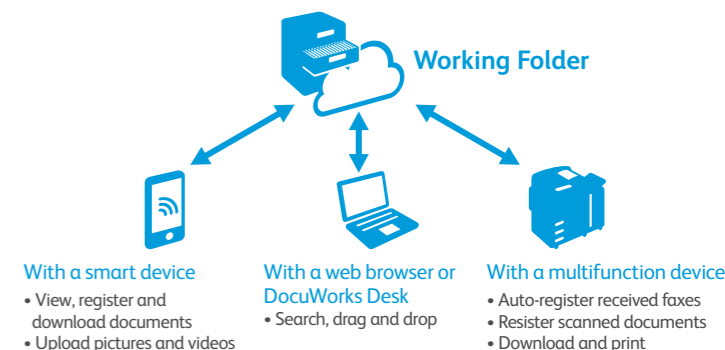 Working Folder
With a smart device
• View, register and
download documents
• Upload pictures and videos
With a web browser or
DocuWorks Desk
• Search, drag and drop
With a multifunction device
• Auto-register received faxes
• Resister scanned documents
• Download and print